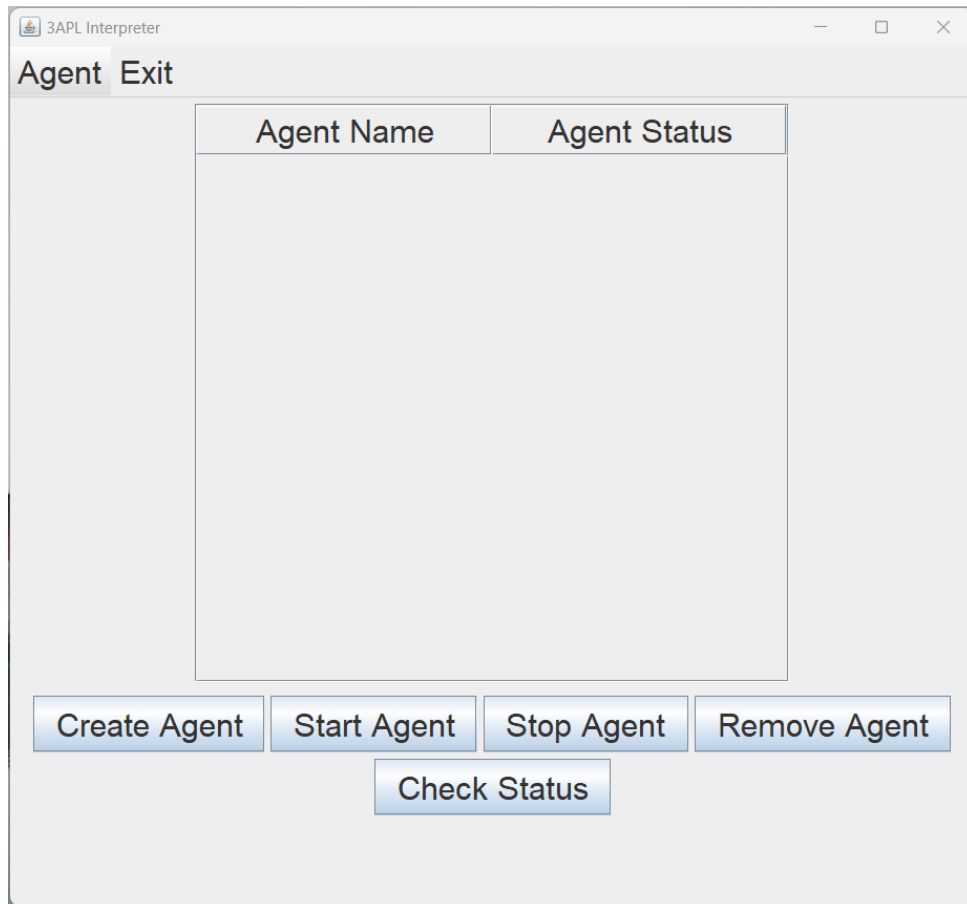 3APL Interpreter
Agent Exit
Agent Name Agent Status
Create Agent Start Agent Stop Agent Remove Agent
Check Status